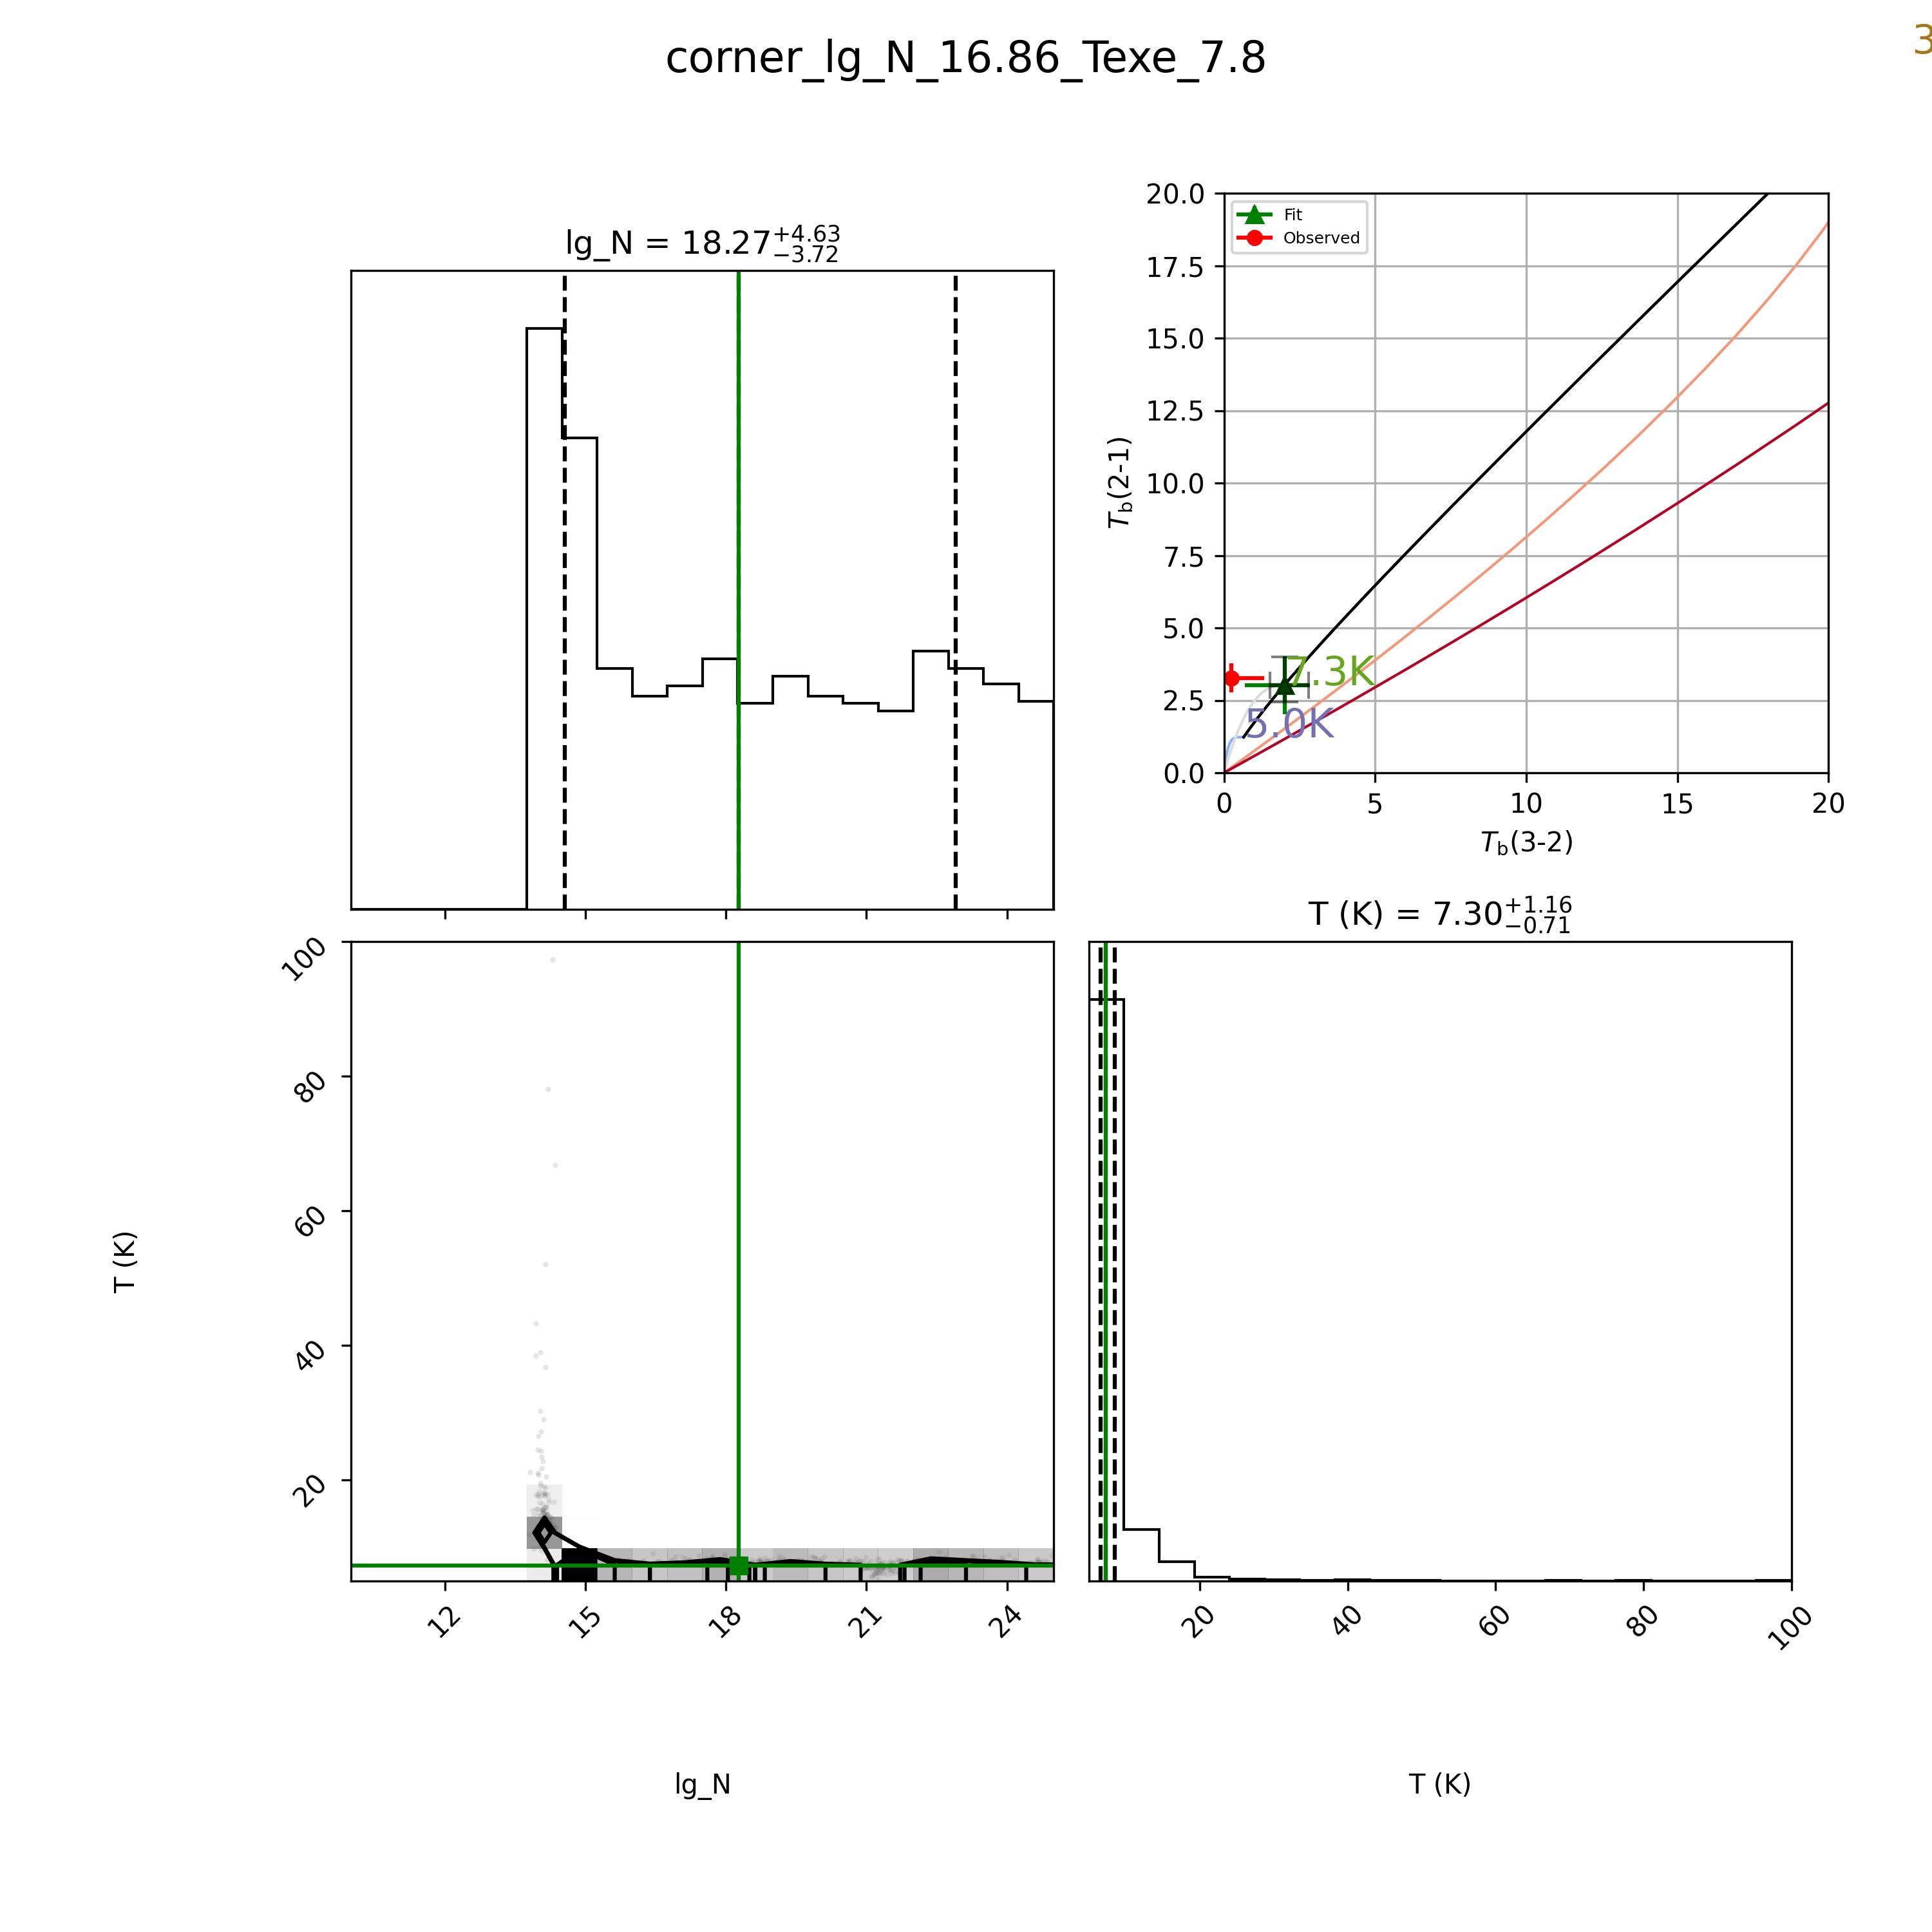 corner_lg_N_16.86_Texe_7.8
3
lg_N = 18.27 +4.63 −3.72
20.0
17.5
15.0
12.5
10.0
7.5
5.0
2.5
0.0
T_b(2-1)
Fit
Observed
7.3K
5.0K
0 5 10 15 20
T_b(3-2)
T (K) = 7.30 +1.16 −0.71
100
80
60
40
20
T (K)
12 15 18 21 24
lg_N
20 40 60 80 100
T (K)